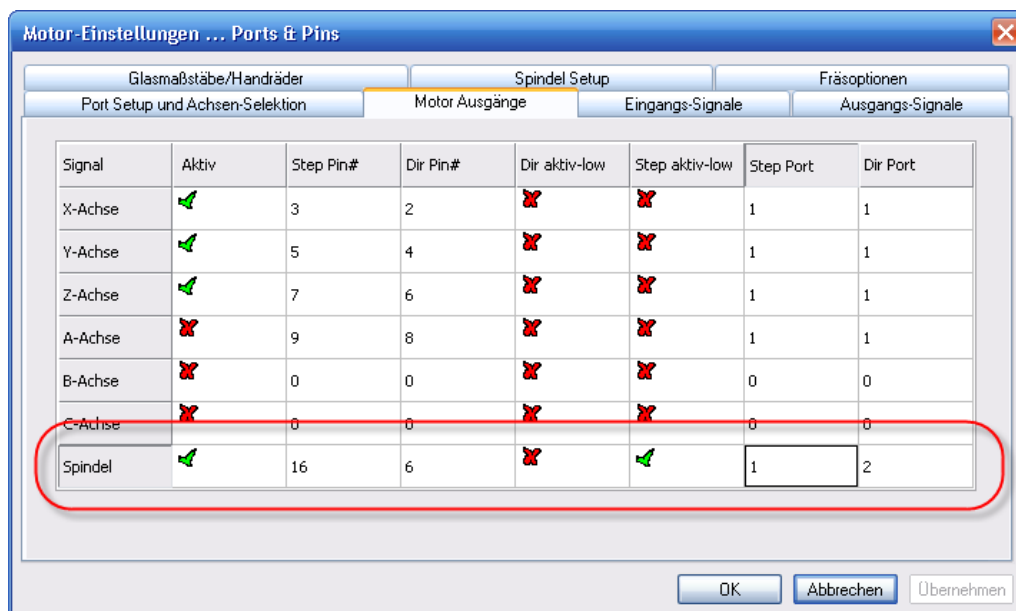 Motor-Einstellungen ... Ports & Pins
Glasmaßstäbe/Handräder Spindel Setup Fräsoptionen
Port Setup und Achsen-Selektion Motor Ausgänge Eingangs-Signale Ausgangs-Signale
Signal Aktiv Step Pin# Dir Pin# Dir aktiv-low Step aktiv-low Step Port Dir Port
X-Achse 3 2 1 1
Y-Achse 5 4 1 1
Z-Achse 7 6 1 1
A-Achse 9 8 1 1
B-Achse 0 0 0 0
C-Achse 0 0 0 0
Spindel 16 6 1 2
OK Abbrechen Übernehmen